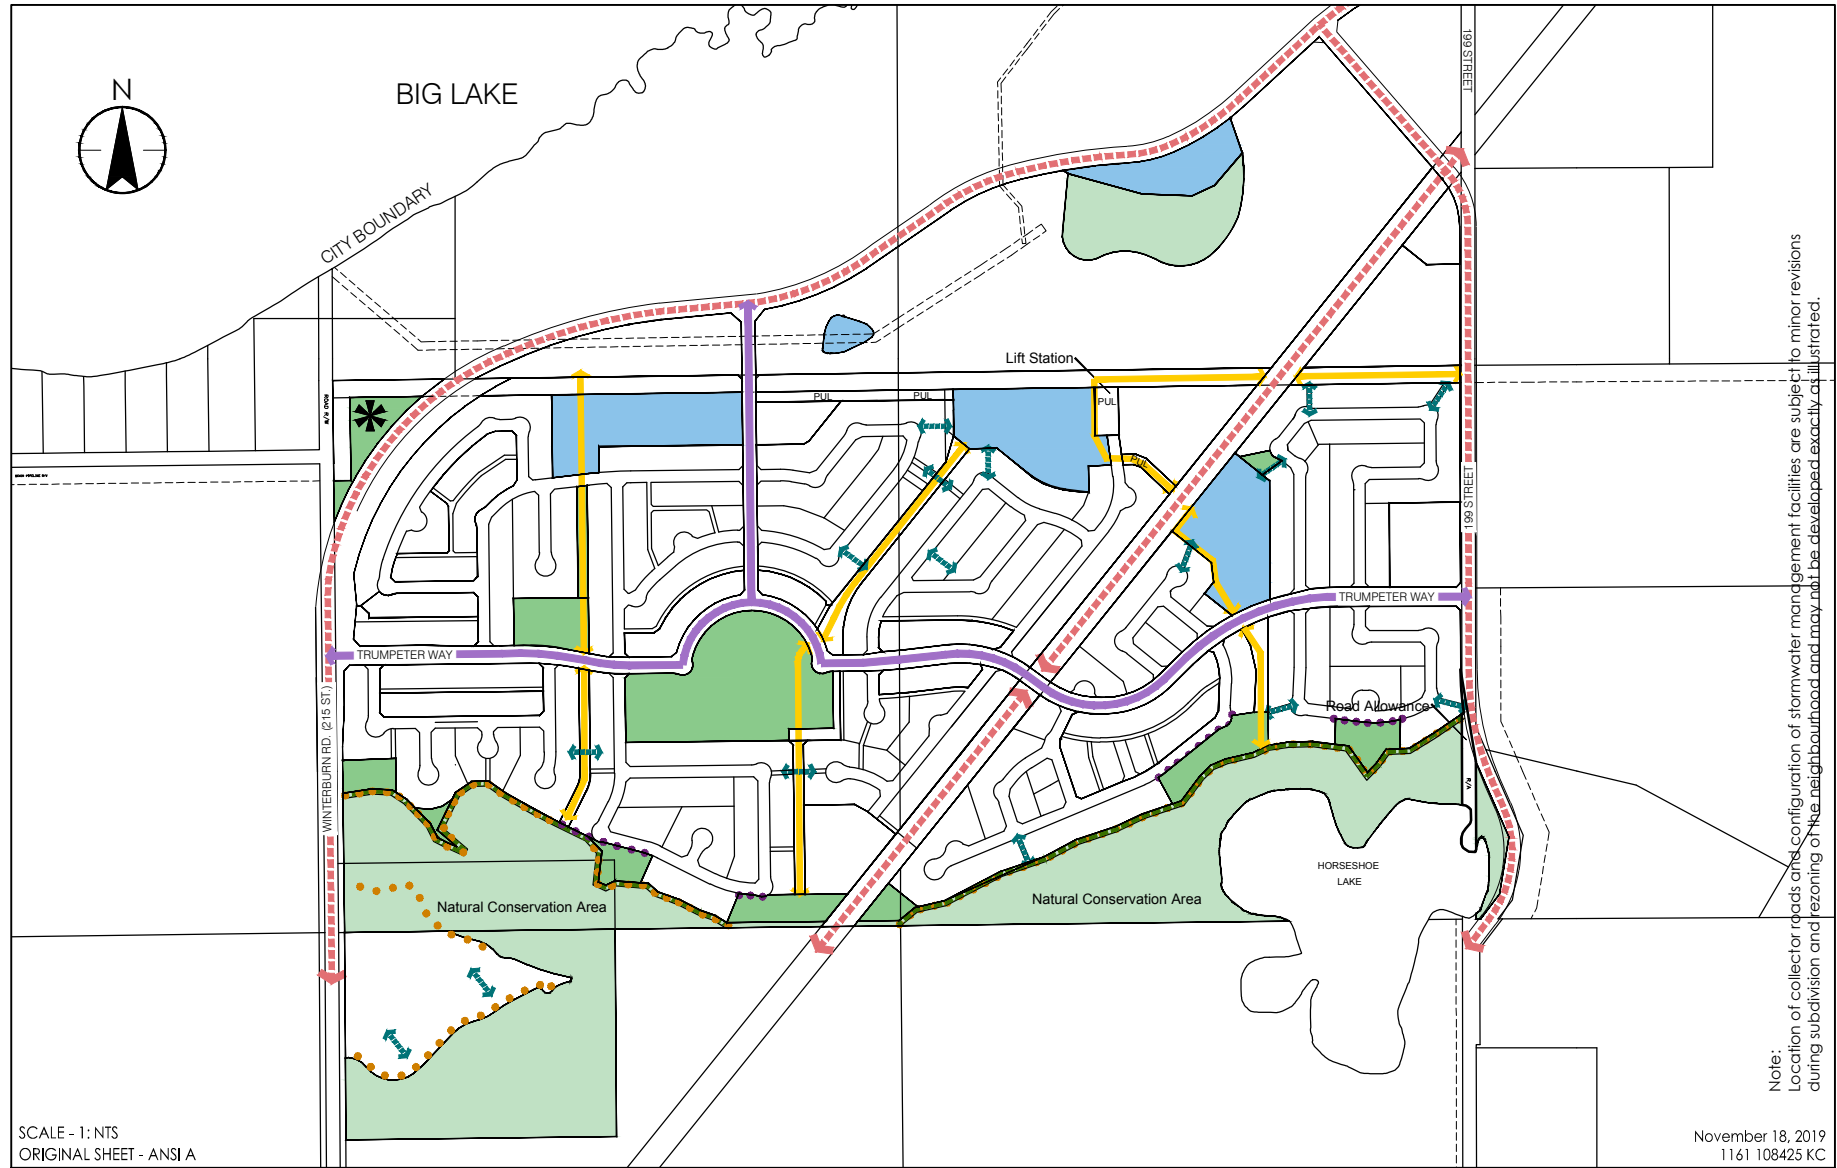 N
BIG LAKE
199 STREET
CITY BOUNDARY
Lift Station
PUL
PUL
PUL
PUL
ROAD R/W
199 STREET
TRUMPETER WAY
TRUMPETER WAY
WINTERBURN RD. (215 ST.)
Road Allowance
R/W
HORSESHOE
LAKE
Natural Conservation Area
Natural Conservation Area
Note:
Location of collector roads and configuration of stormwater management facilities are subject to minor revisions
during subdivision and rezoning of the neighbourhood and may not be developed exactly as illustrated.
SCALE - 1: NTS
ORIGINAL SHEET - ANSI A
November 18, 2019
1161 108425 KC